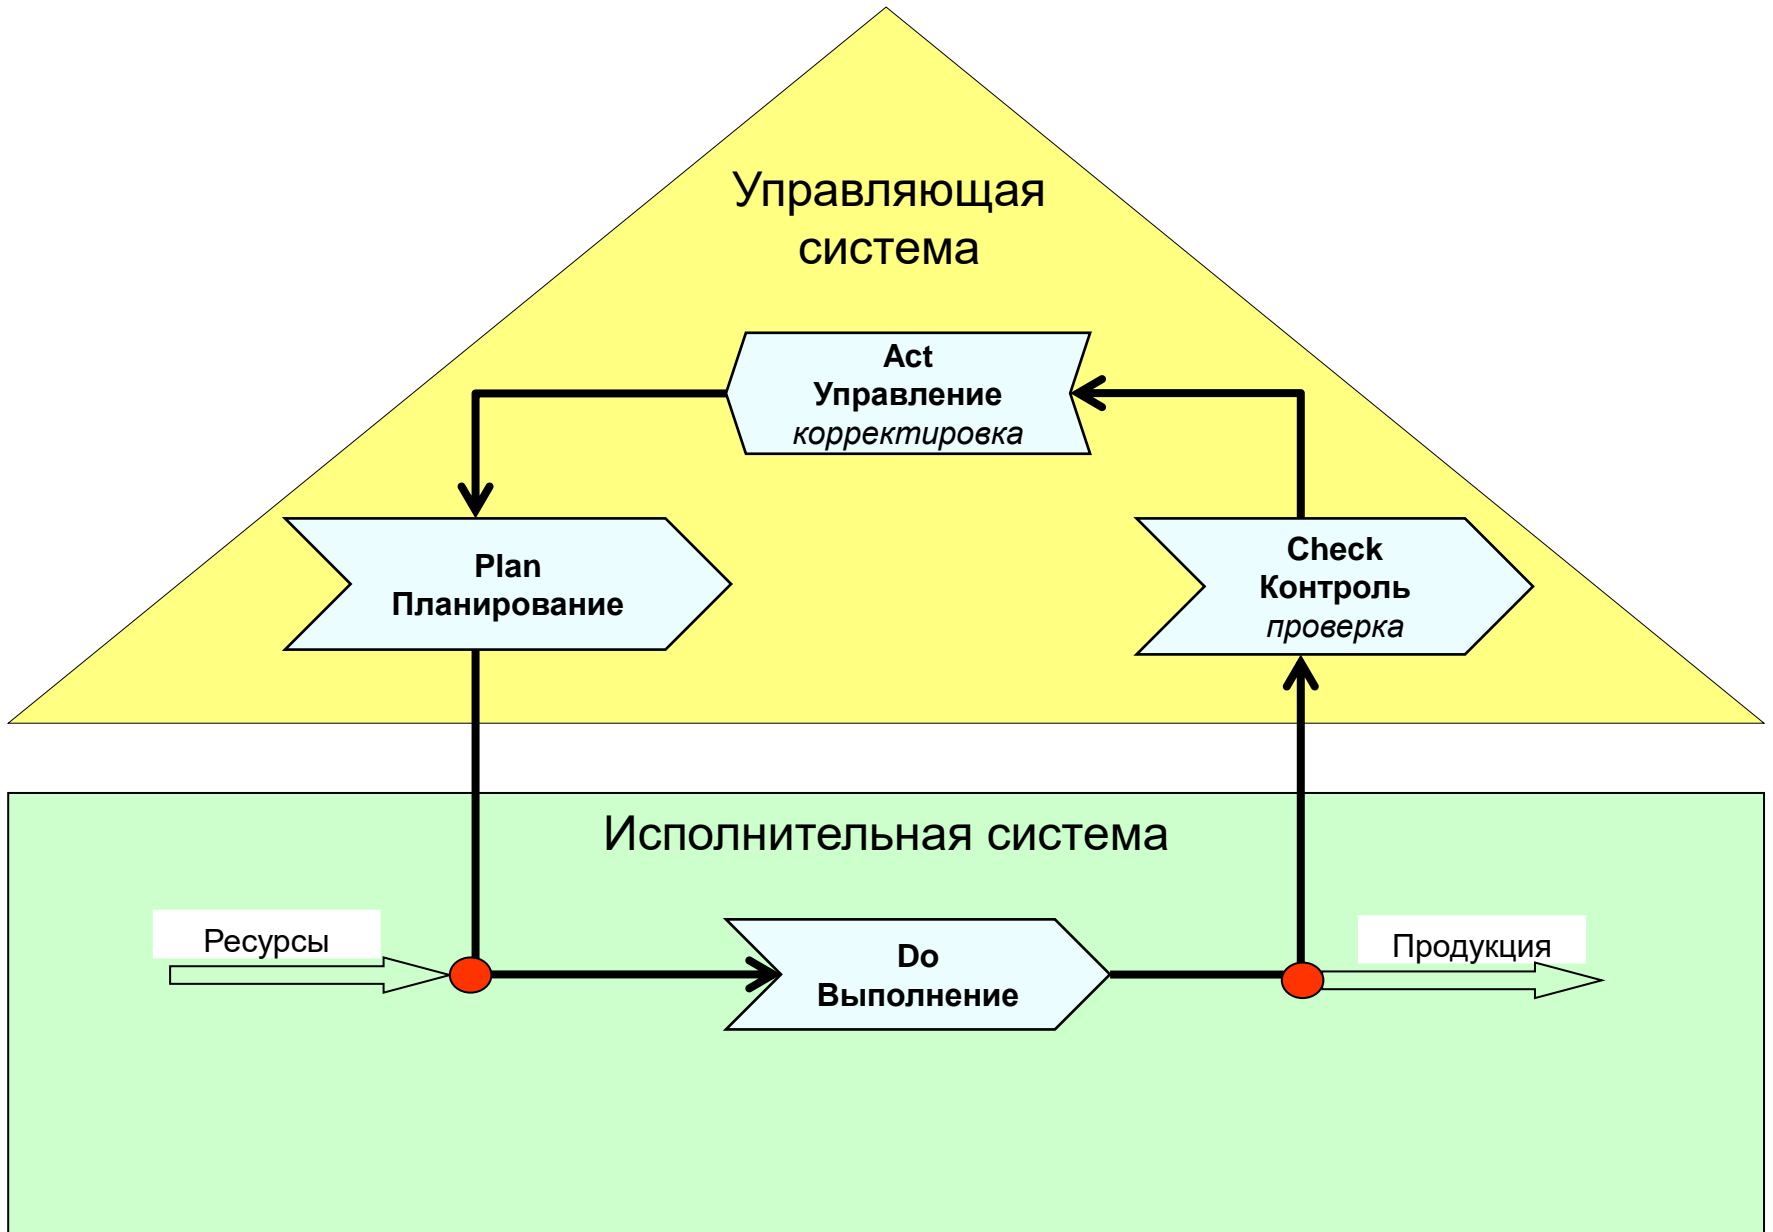 Управляющая
система
Act
Управление
корректировка
Plan
Планирование
Check
Контроль
проверка
Исполнительная система
Ресурсы
Do
Выполнение
Продукция